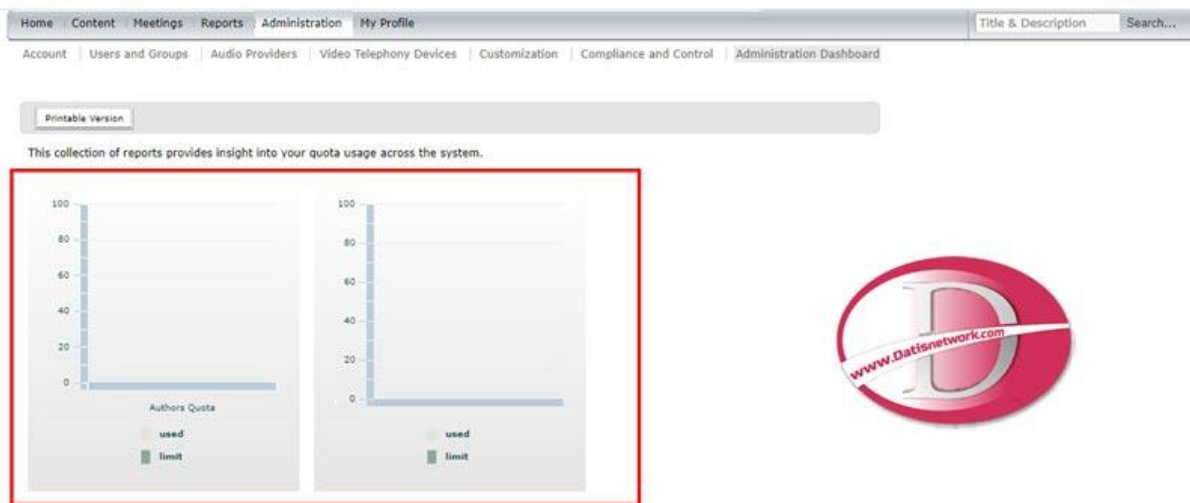 Home Content Meetings Reports Administration My Profile
Title & Description Search...
Account Users and Groups Audio Providers Video Telephony Devices Customization Compliance and Control Administration Dashboard
Printable Version
This collection of reports provides insight into your quota usage across the system.
100
80
60
40
20
0
Authors Quota
used
limit
100
80
60
40
20
0
used
limit
D
www.Datisnetwork.com